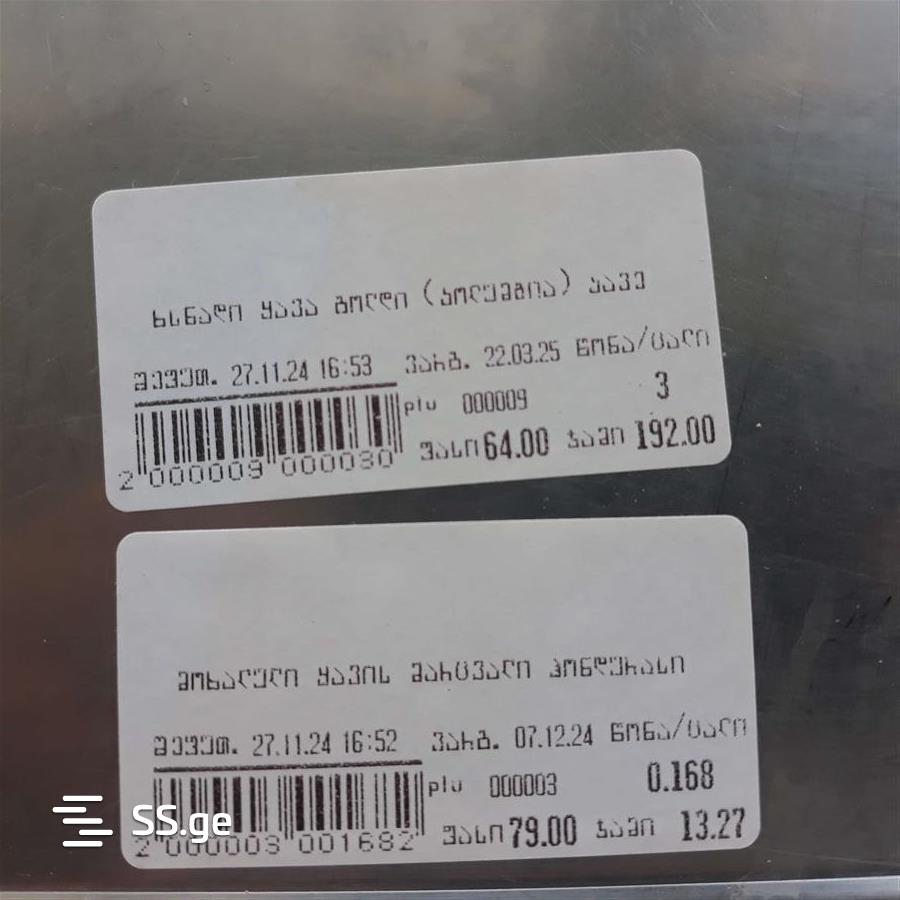 ხსნადი ყავა გოლდი (კოლუმბია) კავე
შეფუთ. 27.11.24 16:53 ვარგ. 22.03.25 წონა/ცალი
plu 000009 3
ფასი 64.00 ჯამი 192.00
2 000009 000030
მოხალული ყავის მარცვალი ჰონდურასი
შეფუთ. 27.11.24 16:52 ვარგ. 07.12.24 წონა/ცალი
plu 000003 0.168
ფასი 79.00 ჯამი 13.27
2 000003 001682
SS.ge